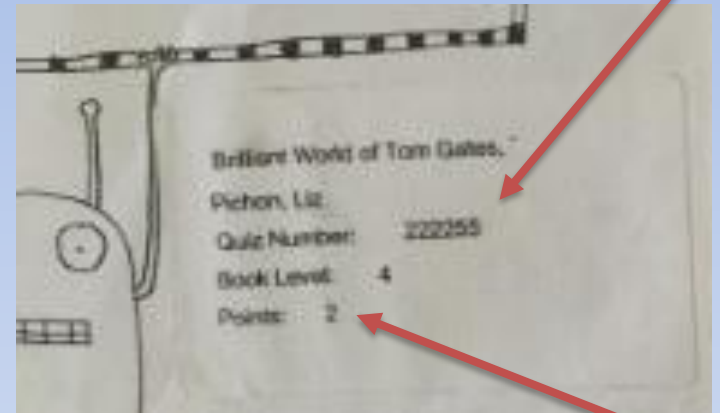 Brilliant World of Tom Gates,
Pichon, Liz
Quiz Number: 222255
Book Level: 4
Points: 2